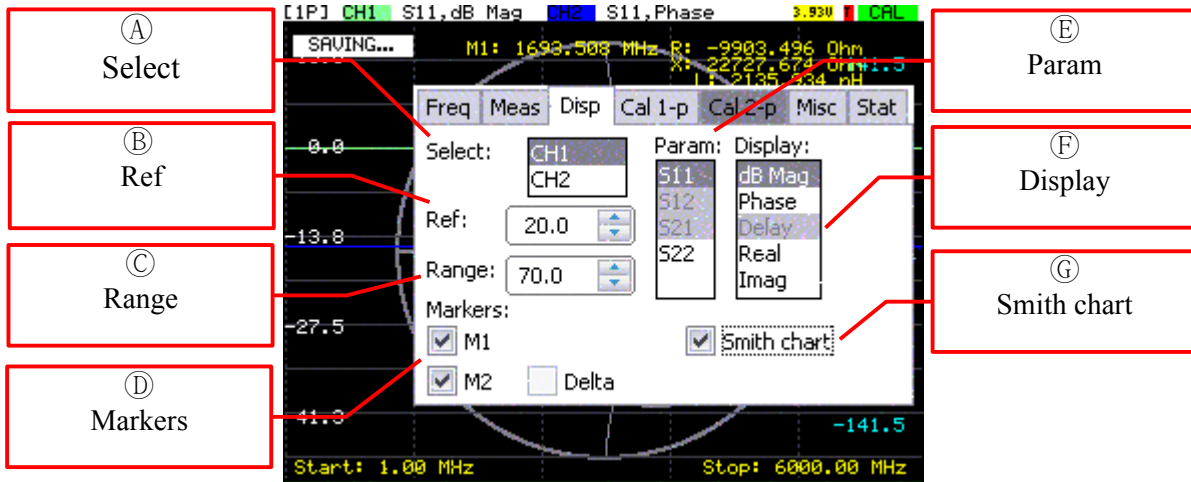 [1P] CH1 S11,dB Mag CH2 S11,Phase 3.93V T CAL
Ⓐ
Select
Ⓑ
Ref
Ⓒ
Range
Ⓓ
Markers
SAVING...
M1: 1693.508 MHz R: -9903.496 Ohm
X: 22727.674 Ohm
L: 2135.834 nH
0.0
-13.8
-27.5
-41.3
-141.5
Start: 1.00 MHz Stop: 6000.00 MHz
Freq Meas Disp Cal 1-p Cal 2-p Misc Stat
Select:
CH1
CH2
Ref: 20.0
Range: 70.0
Markers:
M1
M2 Delta
Param:
S11
S12
S21
S22
Display:
dB Mag
Phase
Delay
Real
Imag
Smith chart
Ⓔ
Param
Ⓕ
Display
Ⓖ
Smith chart